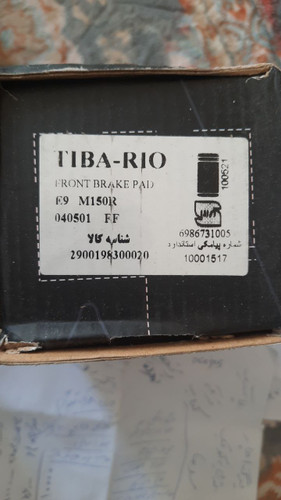 TIBA-RIO
FRONT BRAKE PAD
E9 M150R
040501 FF
شناسه کالا
2900198300020
100521
6986731005
شماره پیامکی استاندارد
10001517